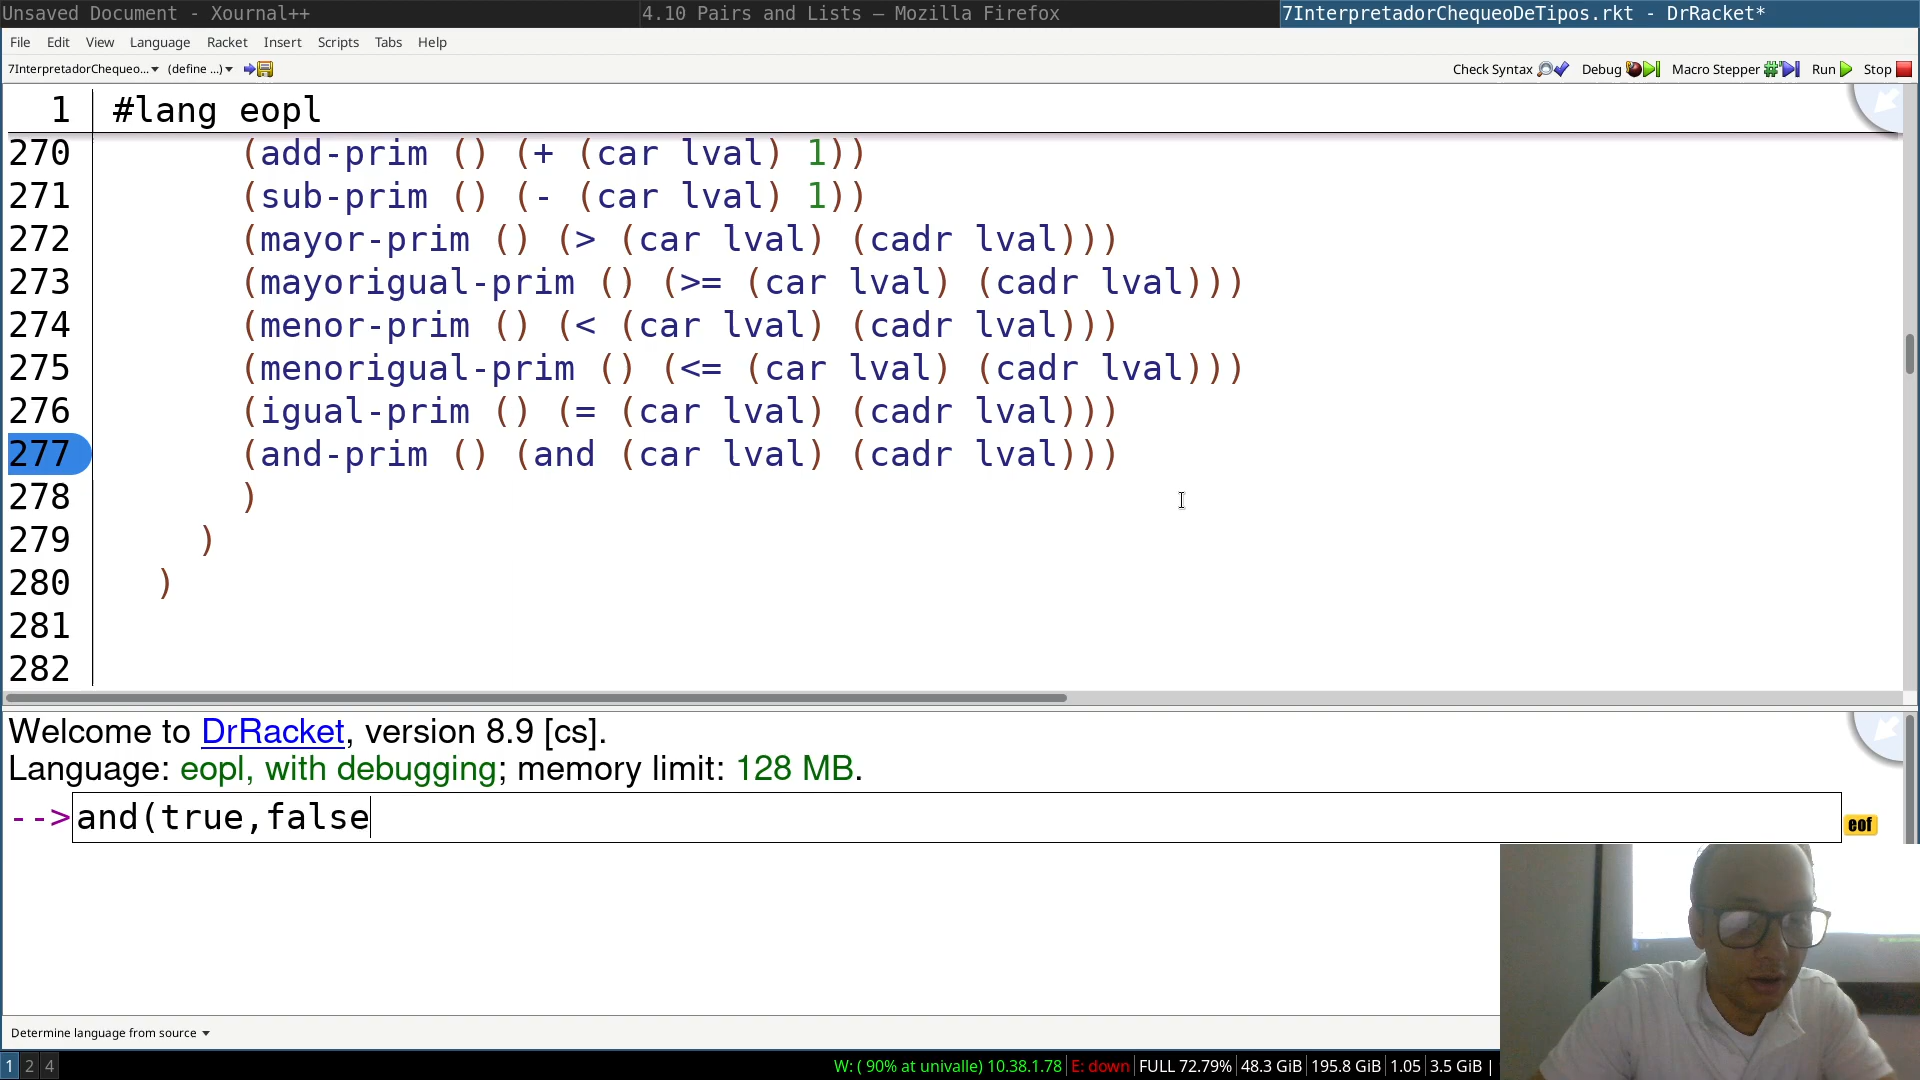 Unsaved Document - Xournal++
4.10 Pairs and Lists — Mozilla Firefox
7InterpretadorChequeoDeTipos.rkt - DrRacket*
File Edit View Language Racket Insert Scripts Tabs Help
7InterpretadorChequeo... (define ...)
Check Syntax Debug Macro Stepper Run Stop
1 #lang eopl
270 (add-prim () (+ (car lval) 1))
271 (sub-prim () (- (car lval) 1))
272 (mayor-prim () (> (car lval) (cadr lval)))
273 (mayorigual-prim () (>= (car lval) (cadr lval)))
274 (menor-prim () (< (car lval) (cadr lval)))
275 (menorigual-prim () (<= (car lval) (cadr lval)))
276 (igual-prim () (= (car lval) (cadr lval)))
277 (and-prim () (and (car lval) (cadr lval)))
278 )
279 )
280 )
281
282
Welcome to DrRacket, version 8.9 [cs].
Language: eopl, with debugging; memory limit: 128 MB.
-->and(true,false
eof
Determine language from source
1 2 4
W: ( 90% at univalle) 10.38.1.78 | E: down | FULL 72.79% | 48.3 GiB | 195.8 GiB | 1.05 | 3.5 GiB |